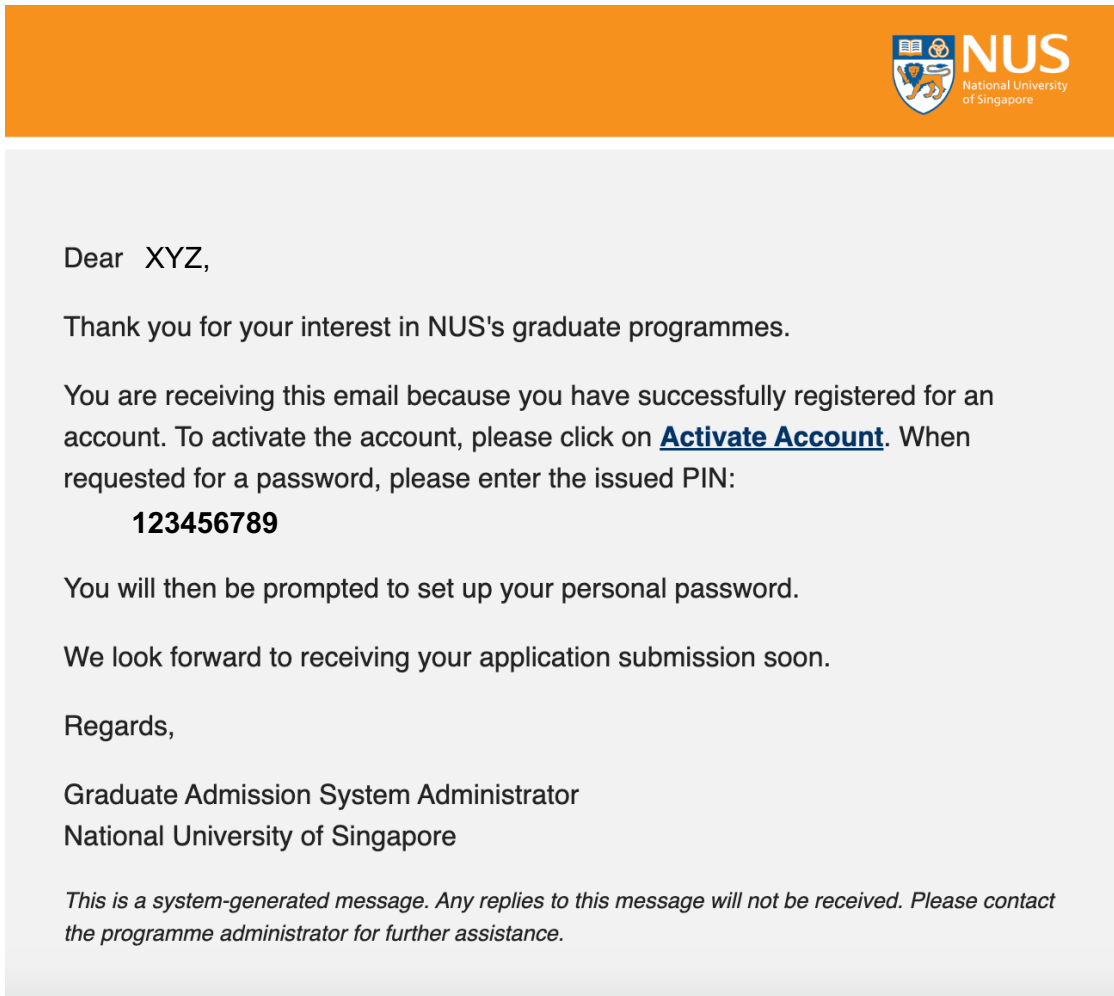 NUS
National University
of Singapore
Dear XYZ,
Thank you for your interest in NUS's graduate programmes.
You are receiving this email because you have successfully registered for an
account. To activate the account, please click on Activate Account. When
requested for a password, please enter the issued PIN:
123456789
You will then be prompted to set up your personal password.
We look forward to receiving your application submission soon.
Regards,
Graduate Admission System Administrator
National University of Singapore
This is a system-generated message. Any replies to this message will not be received. Please contact
the programme administrator for further assistance.